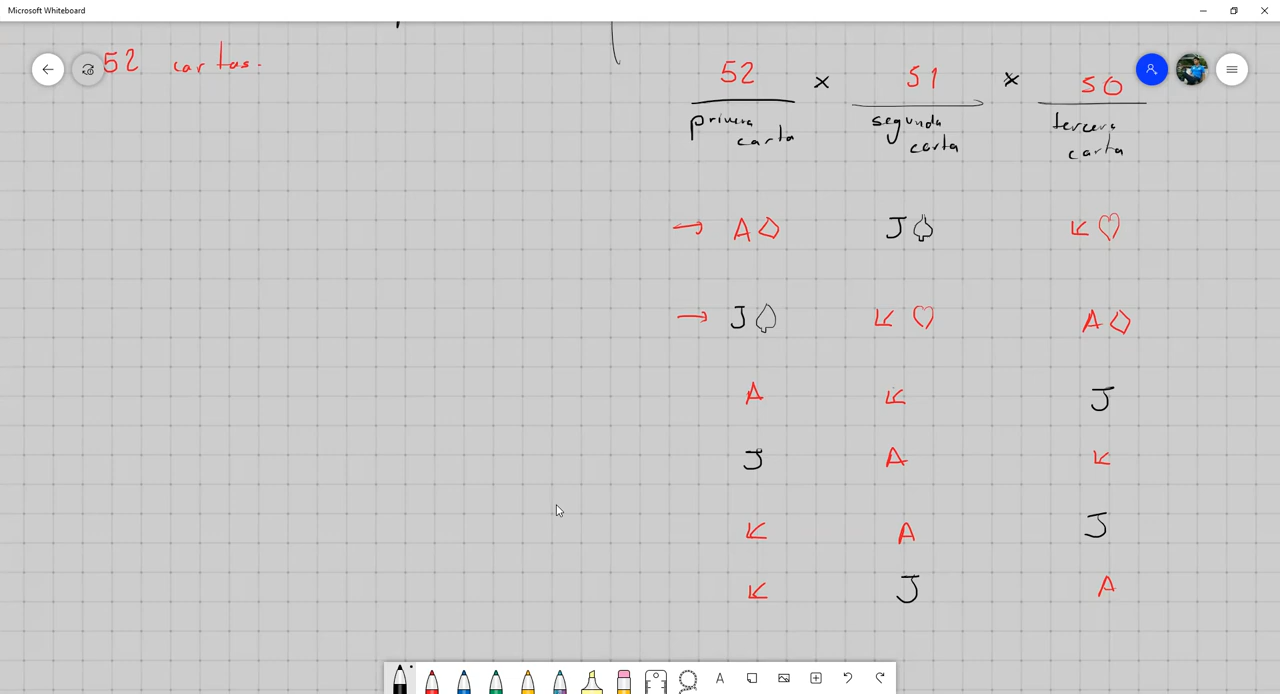 Microsoft Whiteboard
52 cartas.
52 x 51 x 50
primera carta segunda carta tercera carta
→ A♢ J♤ K♡
→ J♤ K♡ A♢
A K J
J A K
K A J
K J A
A